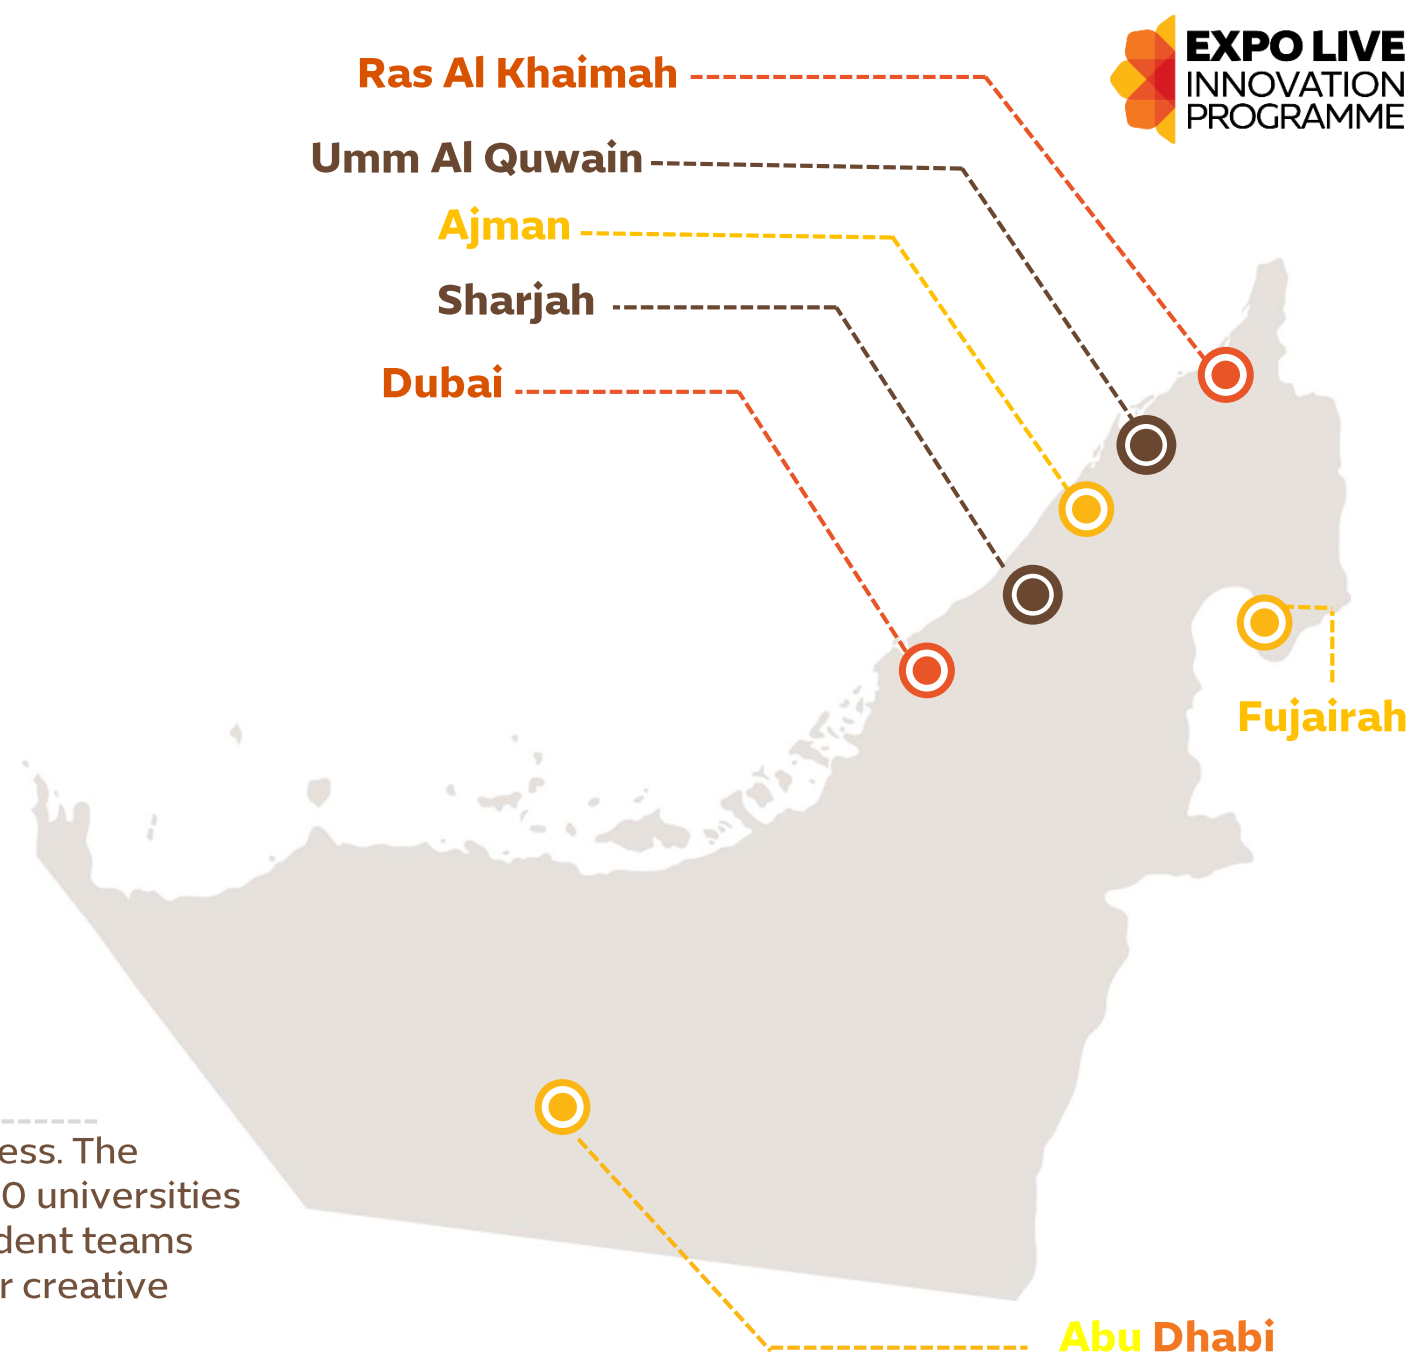 EXPO LIVE
INNOVATION
PROGRAMME
Ras Al Khaimah
Umm Al Quwain
Ajman
Sharjah
Dubai
Fujairah
ess. The
0 universities
dent teams
r creative
Abu Dhabi